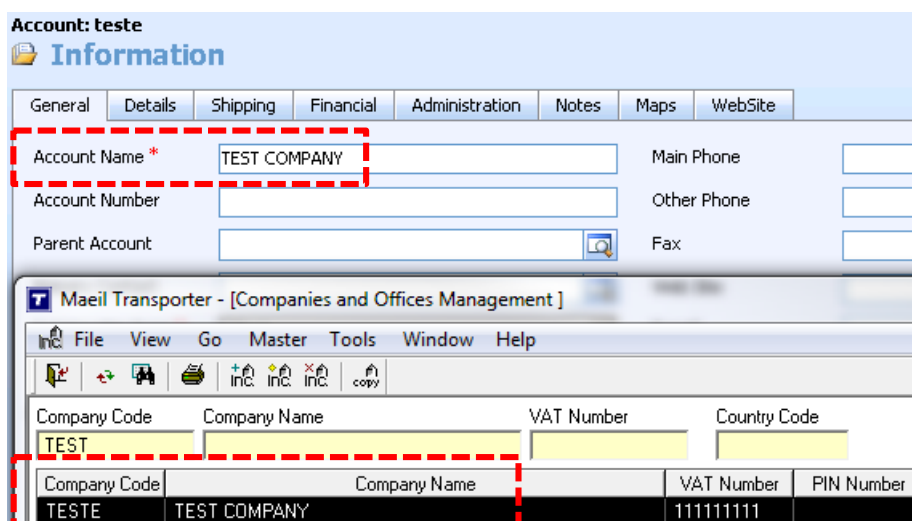 Account: teste
Information
General Details Shipping Financial Administration Notes Maps WebSite
Account Name * TEST COMPANY Main Phone
Account Number Other Phone
Parent Account Fax
Maeil Transporter - [Companies and Offices Management ]
File View Go Master Tools Window Help
inc. inc. inc. copy
Company Code Company Name VAT Number Country Code
TEST
Company Code Company Name VAT Number PIN Number
TESTE TEST COMPANY 111111111